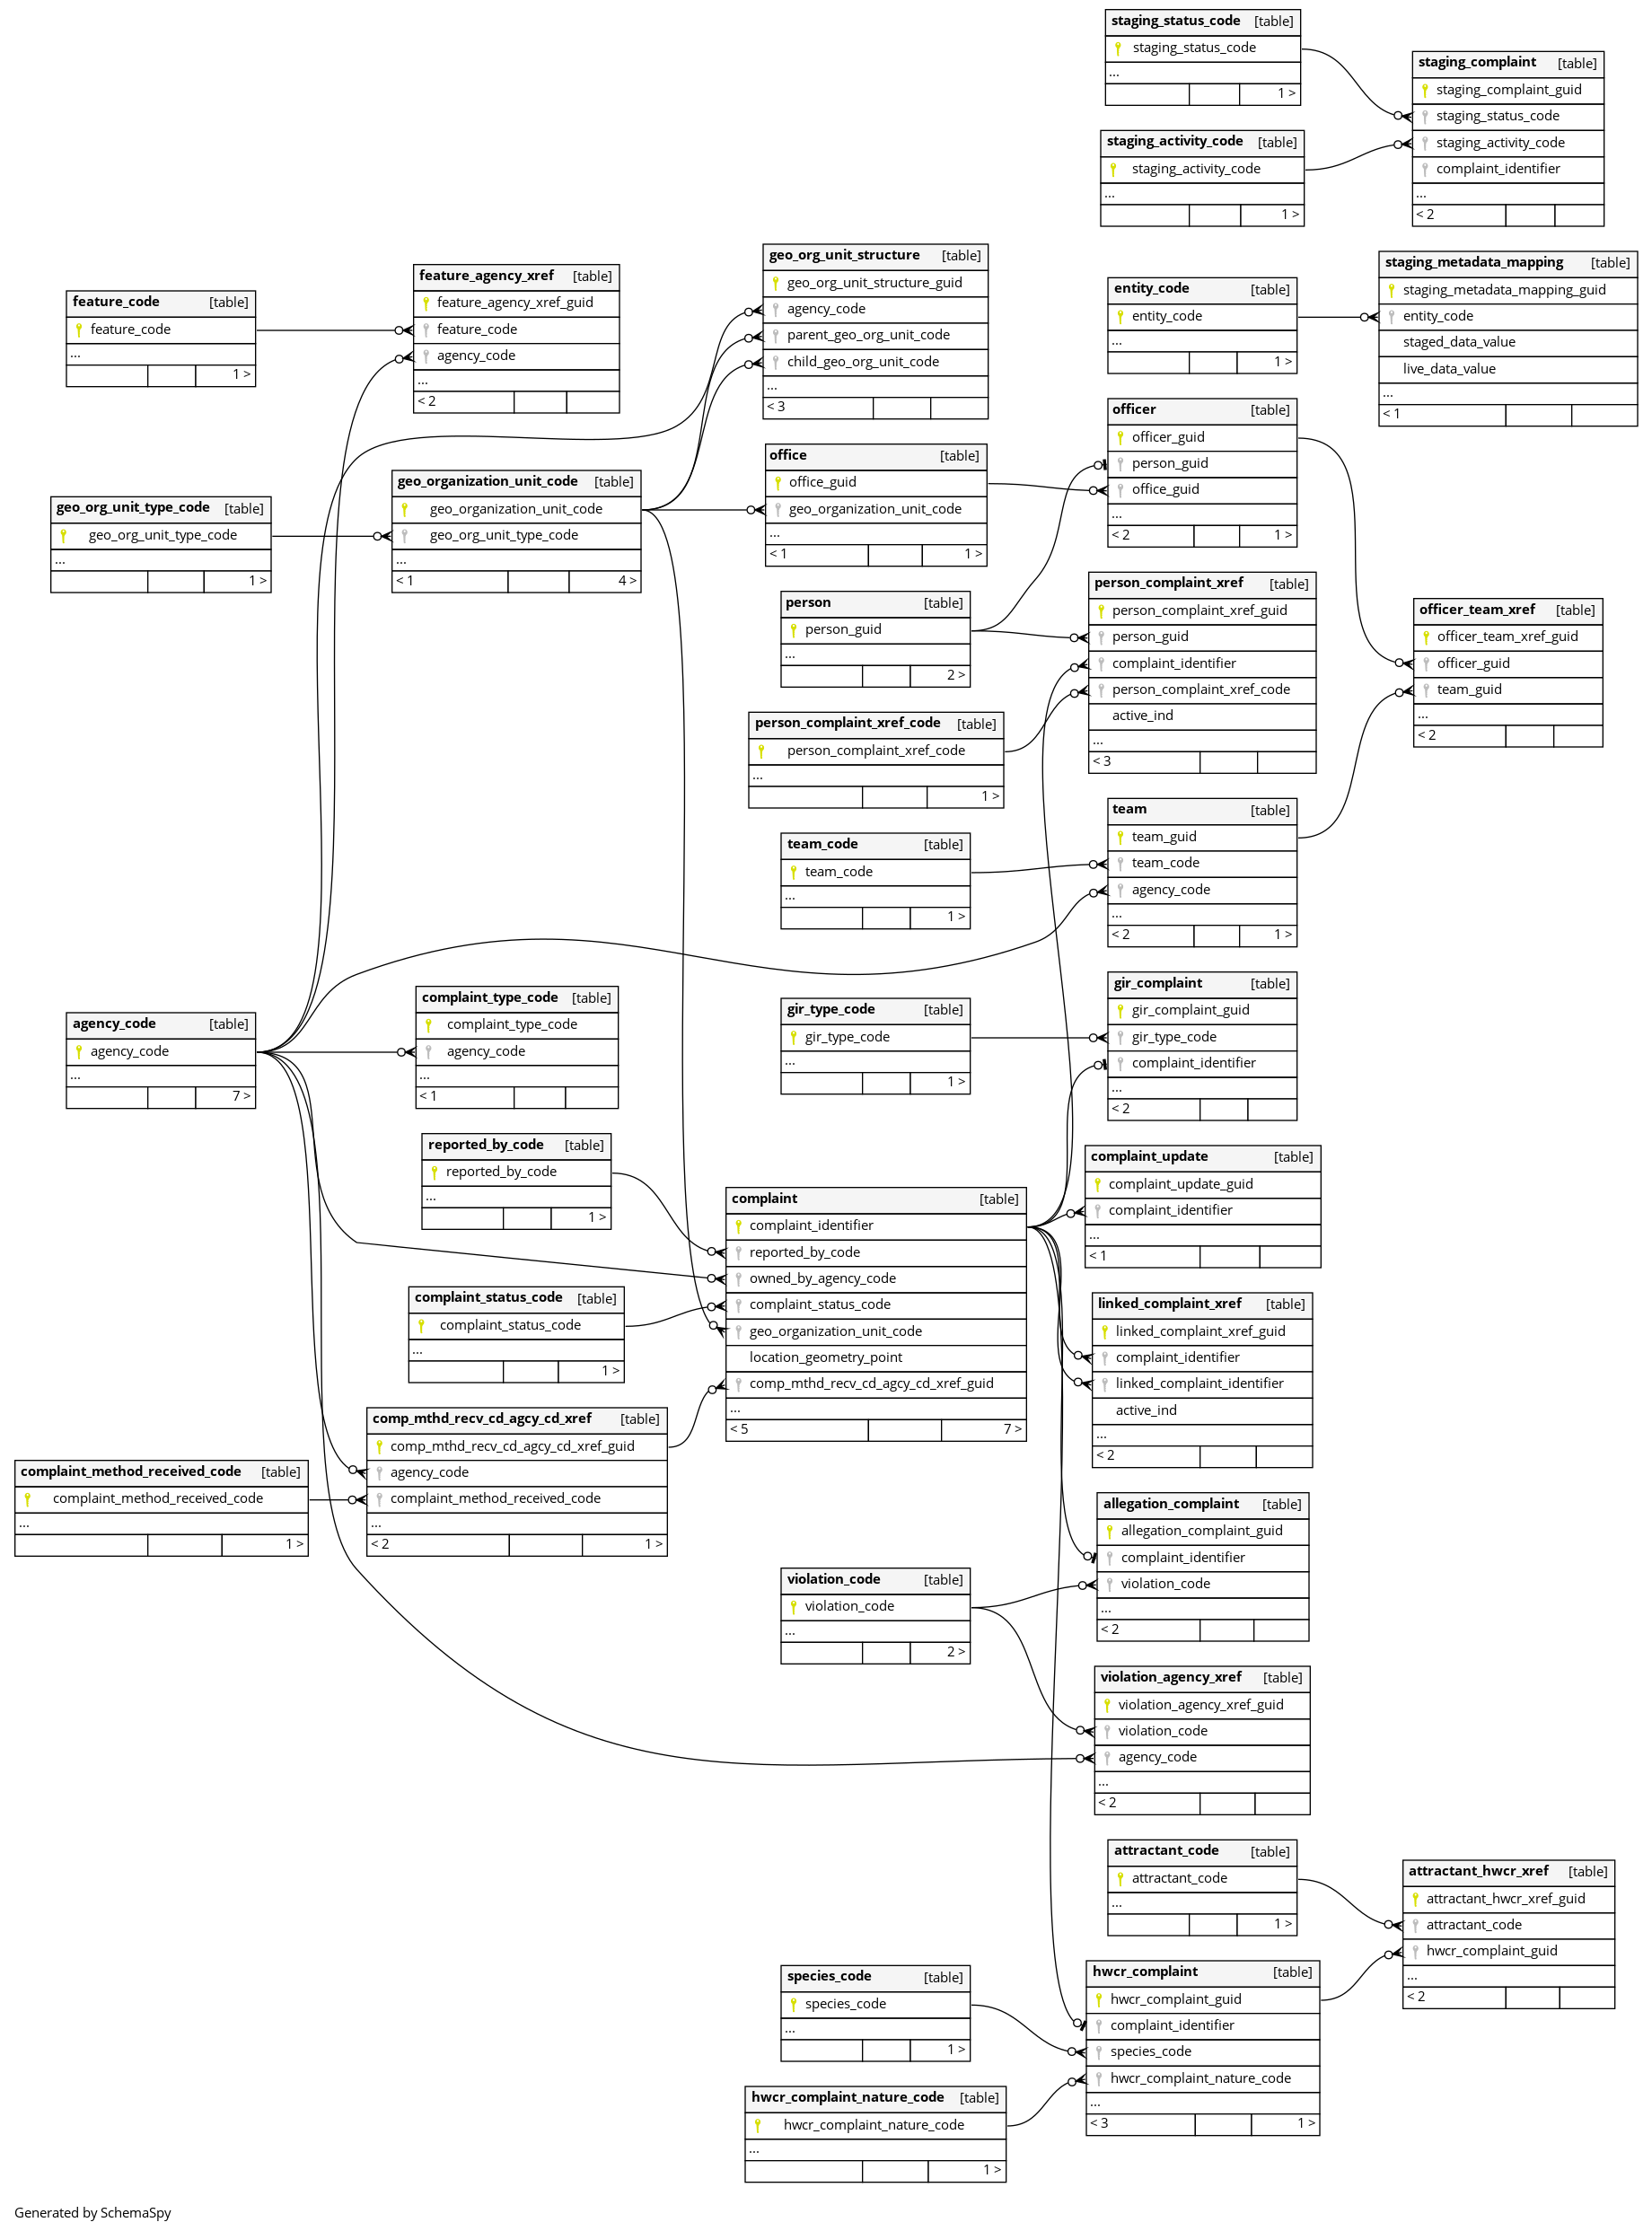 staging_status_code [table]
staging_status_code
...
1 >
staging_complaint [table]
staging_complaint_guid
staging_status_code
staging_activity_code
complaint_identifier
...
< 2
staging_activity_code [table]
staging_activity_code
...
1 >
feature_code [table]
feature_code
...
1 >
feature_agency_xref [table]
feature_agency_xref_guid
feature_code
agency_code
...
< 2
geo_org_unit_structure [table]
geo_org_unit_structure_guid
agency_code
parent_geo_org_unit_code
child_geo_org_unit_code
...
< 3
entity_code [table]
entity_code
...
1 >
staging_metadata_mapping [table]
staging_metadata_mapping_guid
entity_code
staged_data_value
live_data_value
...
< 1
geo_org_unit_type_code [table]
geo_org_unit_type_code
...
1 >
geo_organization_unit_code [table]
geo_organization_unit_code
geo_org_unit_type_code
...
< 1 4 >
office [table]
office_guid
geo_organization_unit_code
...
< 1 1 >
officer [table]
officer_guid
person_guid
office_guid
...
< 2 1 >
person [table]
person_guid
...
2 >
person_complaint_xref [table]
person_complaint_xref_guid
person_guid
complaint_identifier
person_complaint_xref_code
active_ind
...
< 3
officer_team_xref [table]
officer_team_xref_guid
officer_guid
team_guid
...
< 2
person_complaint_xref_code [table]
person_complaint_xref_code
...
1 >
team_code [table]
team_code
...
1 >
team [table]
team_guid
team_code
agency_code
...
< 2 1 >
agency_code [table]
agency_code
...
7 >
complaint_type_code [table]
complaint_type_code
agency_code
...
< 1
gir_type_code [table]
gir_type_code
...
1 >
gir_complaint [table]
gir_complaint_guid
gir_type_code
complaint_identifier
...
< 2
reported_by_code [table]
reported_by_code
...
1 >
complaint [table]
complaint_identifier
reported_by_code
owned_by_agency_code
complaint_status_code
geo_organization_unit_code
location_geometry_point
comp_mthd_recv_cd_agcy_cd_xref_guid
...
< 5 7 >
complaint_update [table]
complaint_update_guid
complaint_identifier
...
< 1
complaint_status_code [table]
complaint_status_code
...
1 >
linked_complaint_xref [table]
linked_complaint_xref_guid
complaint_identifier
linked_complaint_identifier
active_ind
...
< 2
complaint_method_received_code [table]
complaint_method_received_code
...
1 >
comp_mthd_recv_cd_agcy_cd_xref [table]
comp_mthd_recv_cd_agcy_cd_xref_guid
agency_code
complaint_method_received_code
...
< 2 1 >
allegation_complaint [table]
allegation_complaint_guid
complaint_identifier
violation_code
...
< 2
violation_code [table]
violation_code
...
2 >
violation_agency_xref [table]
violation_agency_xref_guid
violation_code
agency_code
...
< 2
attractant_code [table]
attractant_code
...
1 >
attractant_hwcr_xref [table]
attractant_hwcr_xref_guid
attractant_code
hwcr_complaint_guid
...
< 2
species_code [table]
species_code
...
1 >
hwcr_complaint [table]
hwcr_complaint_guid
complaint_identifier
species_code
hwcr_complaint_nature_code
...
< 3 1 >
hwcr_complaint_nature_code [table]
hwcr_complaint_nature_code
...
1 >
Generated by SchemaSpy